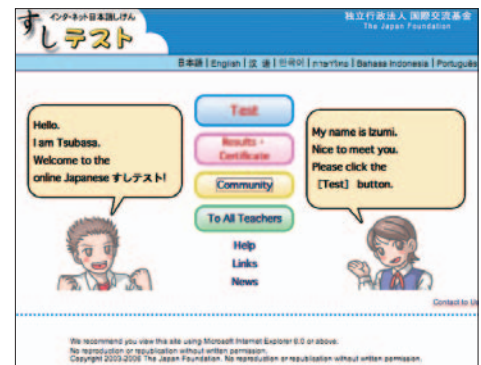 インターネット日本語しけん
すしテスト
独立行政法人 国際交流基金
The Japan Foundation
日本語 | English | 汉 语 | 한국어 | ภาษาไทย | Bahasa Indonesia | Português
Hello.
I am Tsubasa.
Welcome to the
online Japanese すしテスト!
Test
Results・
Certificate
Community
To All Teachers
Help
Links
News
My name is Izumi.
Nice to meet you.
Please click the
［Test］ button.
Contact to Us
We recommend you view this site using Microsoft Internet Explorer 6.0 or above.
No reproduction or republication without written permission.
Copyright 2003-2006 The Japan Foundation. No reproduction or republication without written permission.